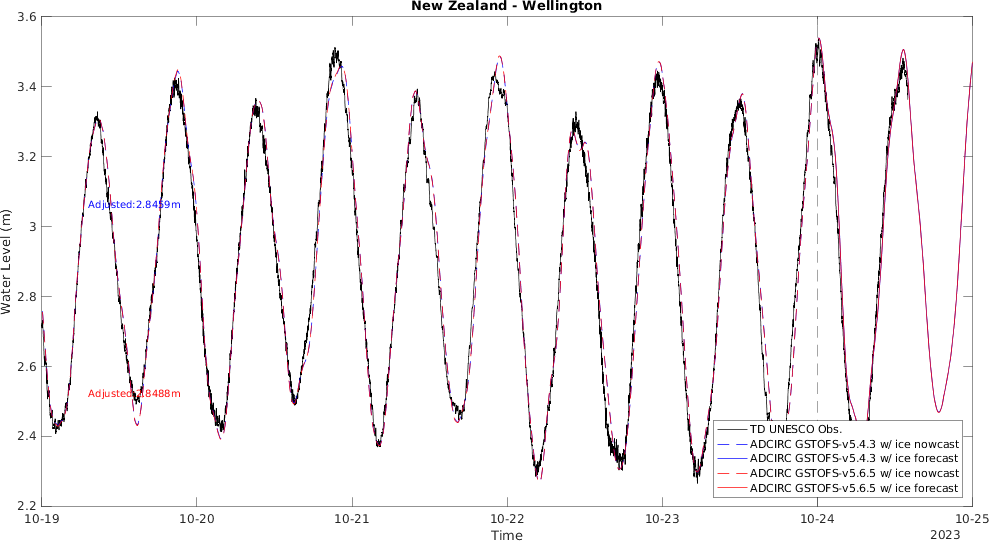 New Zealand - Wellington
3.6
3.4
3.2
3
2.8
2.6
2.4
2.2
Water Level (m)
Adjusted:2.8459m
Adjusted:2.8488m
TD UNESCO Obs.
ADCIRC GSTOFS-v5.4.3 w/ ice nowcast
ADCIRC GSTOFS-v5.4.3 w/ ice forecast
ADCIRC GSTOFS-v5.6.5 w/ ice nowcast
ADCIRC GSTOFS-v5.6.5 w/ ice forecast
10-19 10-20 10-21 10-22 10-23 10-24 10-25
Time
2023